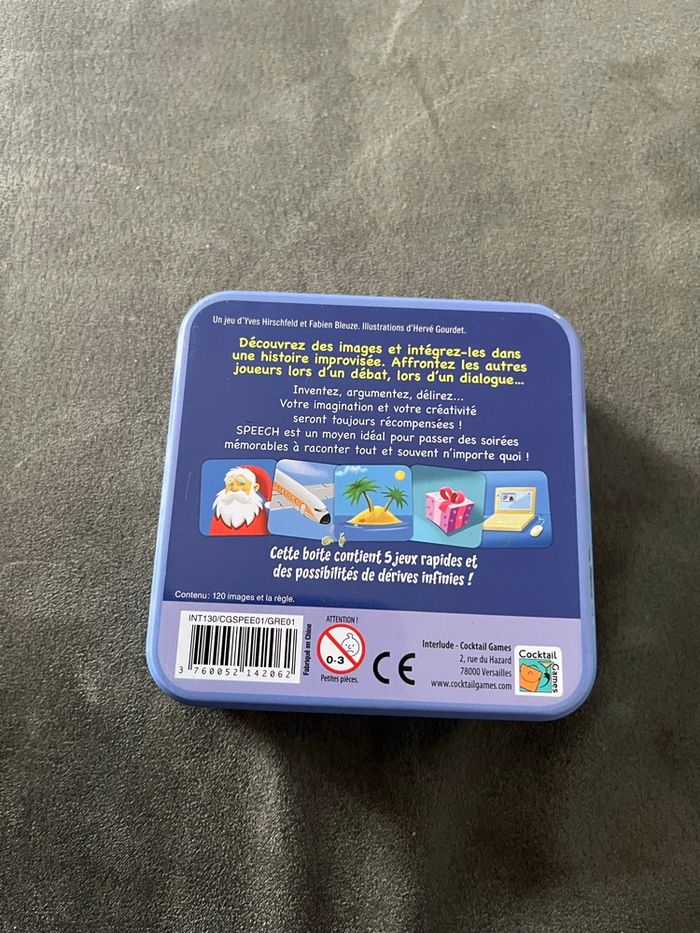 Un jeu d'Yves Hirschfeld et Fabien Bleuze. Illustrations d'Hervé Gourdet.
Découvrez des images et intégrez-les dans
une histoire improvisée. Affrontez les autres
joueurs lors d'un débat, lors d'un dialogue...
Inventez, argumentez, délirez...
Votre imagination et votre créativité
seront toujours récompensées !
SPEECH est un moyen idéal pour passer des soirées
mémorables à raconter tout et souvent n'importe quoi !
Cette boite contient 5 jeux rapides et
des possibilités de dérives infinies !
Contenu : 120 images et la règle.
INT130/CGSPEE01/GRE01
3 760052 142062
Fabriqué en Chine
ATTENTION !
0-3
Petites pièces.
CE
Interlude - Cocktail Games
2, rue du Hazard
78000 Versailles
www.cocktailgames.com
Cocktail
Games